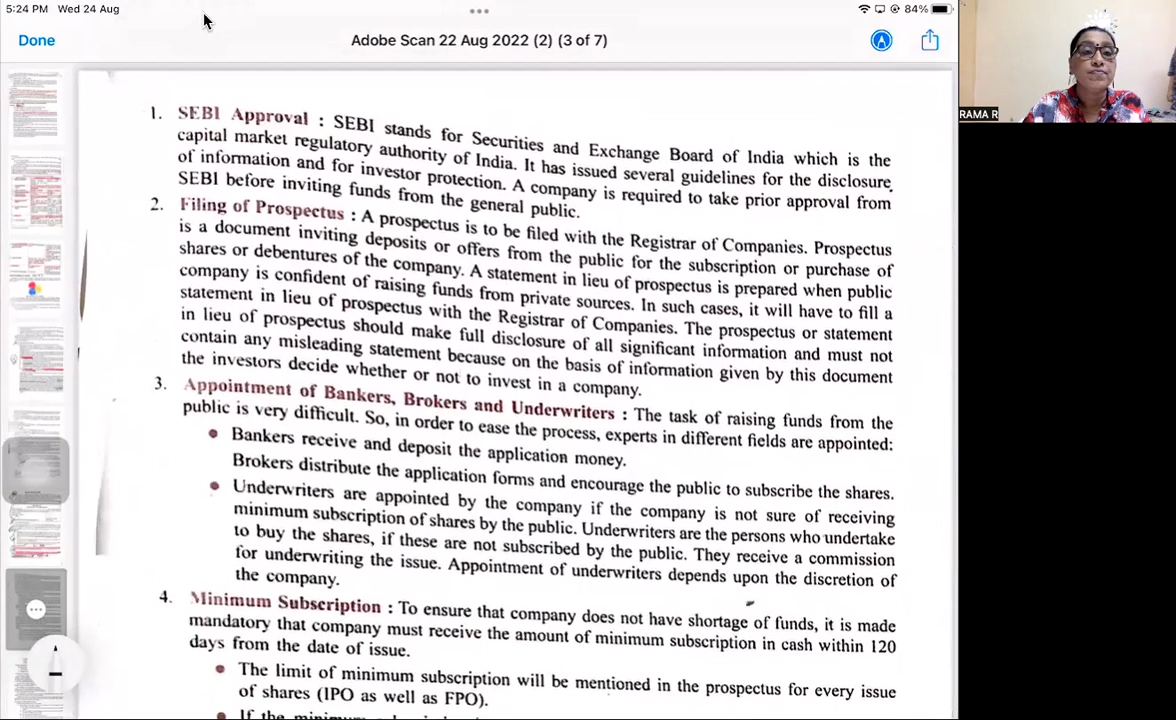 5:24 PM Wed 24 Aug
84%
Done
Adobe Scan 22 Aug 2022 (2) (3 of 7)
RAMA R
1. SEBI Approval : SEBI stands for Securities and Exchange Board of India which is the
capital market regulatory authority of India. It has issued several guidelines for the disclosure
of information and for investor protection. A company is required to take prior approval from
SEBI before inviting funds from the general public.
2. Filing of Prospectus : A prospectus is to be filed with the Registrar of Companies. Prospectus
is a document inviting deposits or offers from the public for the subscription or purchase of
shares or debentures of the company. A statement in lieu of prospectus is prepared when public
company is confident of raising funds from private sources. In such cases, it will have to fill a
statement in lieu of prospectus with the Registrar of Companies. The prospectus or statement
in lieu of prospectus should make full disclosure of all significant information and must not
contain any misleading statement because on the basis of information given by this document
the investors decide whether or not to invest in a company.
3. Appointment of Bankers, Brokers and Underwriters : The task of raising funds from the
public is very difficult. So, in order to ease the process, experts in different fields are appointed:
• Bankers receive and deposit the application money.
Brokers distribute the application forms and encourage the public to subscribe the shares.
• Underwriters are appointed by the company if the company is not sure of receiving
minimum subscription of shares by the public. Underwriters are the persons who undertake
to buy the shares, if these are not subscribed by the public. They receive a commission
for underwriting the issue. Appointment of underwriters depends upon the discretion of
the company.
4. Minimum Subscription : To ensure that company does not have shortage of funds, it is made
mandatory that company must receive the amount of minimum subscription in cash within 120
days from the date of issue.
• The limit of minimum subscription will be mentioned in the prospectus for every issue
of shares (IPO as well as FPO).
• If the